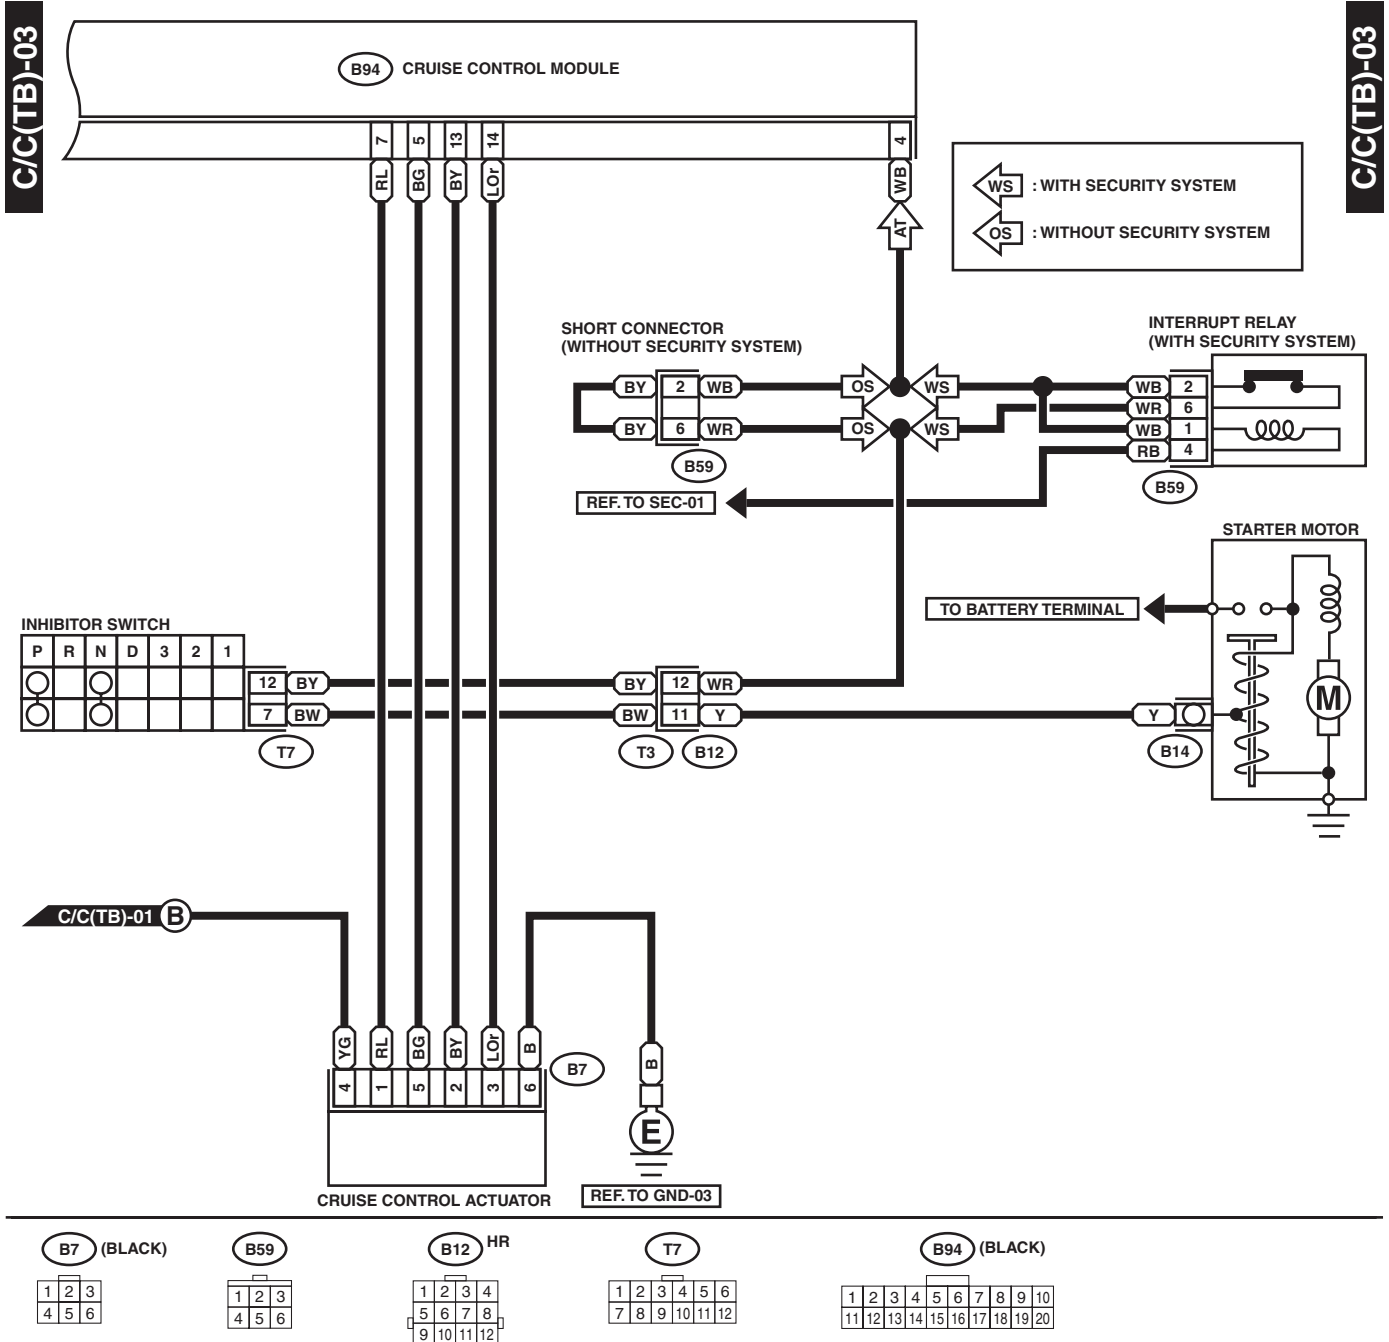 C/C(TB)-03
C/C(TB)-03
B94 CRUISE CONTROL MODULE
7 5 13 14 4
RL BG BY LOr WB
AT
WS : WITH SECURITY SYSTEM
OS : WITHOUT SECURITY SYSTEM
SHORT CONNECTOR
(WITHOUT SECURITY SYSTEM)
INTERRUPT RELAY
(WITH SECURITY SYSTEM)
BY 2 WB OS WS WB 2
WR 6
BY 6 WR OS WS WB 1
RB 4
B59
B59
REF. TO SEC-01
STARTER MOTOR
TO BATTERY TERMINAL
INHIBITOR SWITCH
P R N D 3 2 1
12 BY BY 12 WR
7 BW BW 11 Y Y
M
T7 T3 B12 B14
C/C(TB)-01 B
YG RL BG BY LOr B B
4 1 5 2 3 6
B7
E
CRUISE CONTROL ACTUATOR
REF. TO GND-03
B7 (BLACK)
1 2 3
4 5 6
B59
1 2 3
4 5 6
B12 HR
1 2 3 4
5 6 7 8
9 10 11 12
T7
1 2 3 4 5 6
7 8 9 10 11 12
B94 (BLACK)
1 2 3 4 5 6 7 8 9 10
11 12 13 14 15 16 17 18 19 20